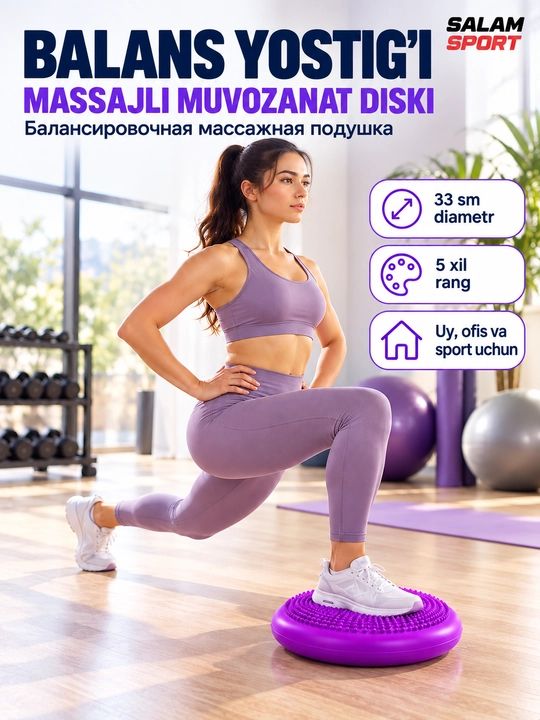 SALAM
SPORT
BALANS YOSTIG'I
MASSAJLI MUVOZANAT DISKI
Балансировочная массажная подушка
33 sm
diametr
5 xil
rang
Uy, ofis va
sport uchun